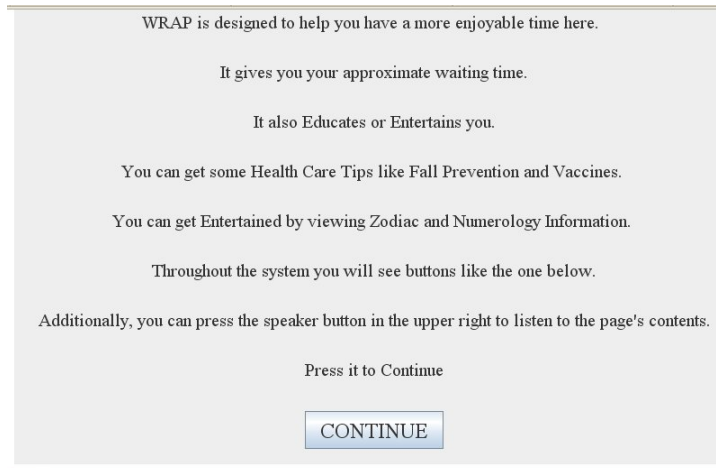 WRAP is designed to help you have a more enjoyable time here.
It gives you your approximate waiting time.
It also Educates or Entertains you.
You can get some Health Care Tips like Fall Prevention and Vaccines.
You can get Entertained by viewing Zodiac and Numerology Information.
Throughout the system you will see buttons like the one below.
Additionally, you can press the speaker button in the upper right to listen to the page's contents.
Press it to Continue
CONTINUE